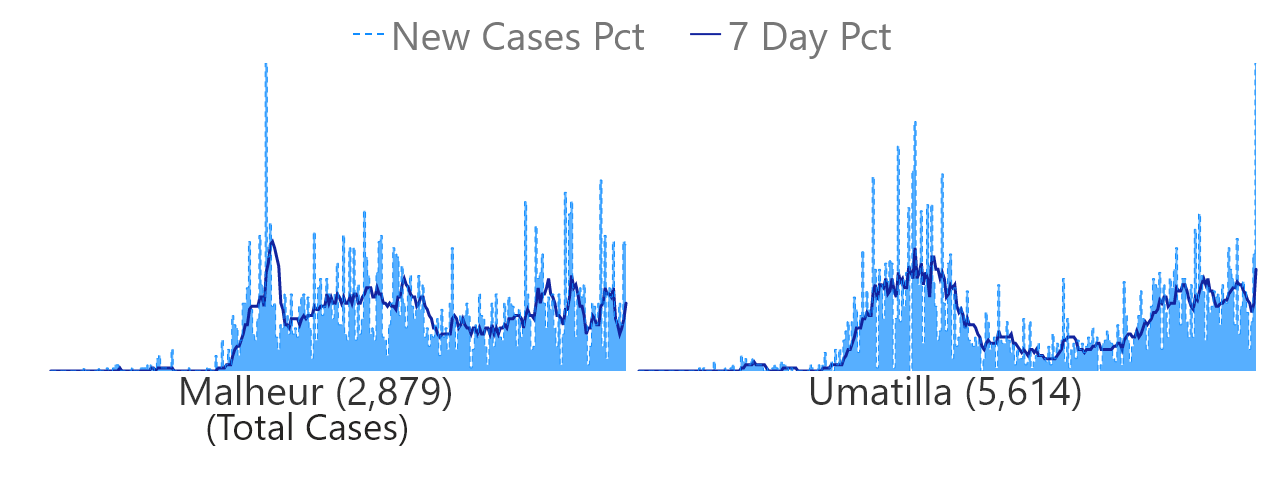 New Cases Pct 7 Day Pct
Malheur (2,879)
(Total Cases)
Umatilla (5,614)